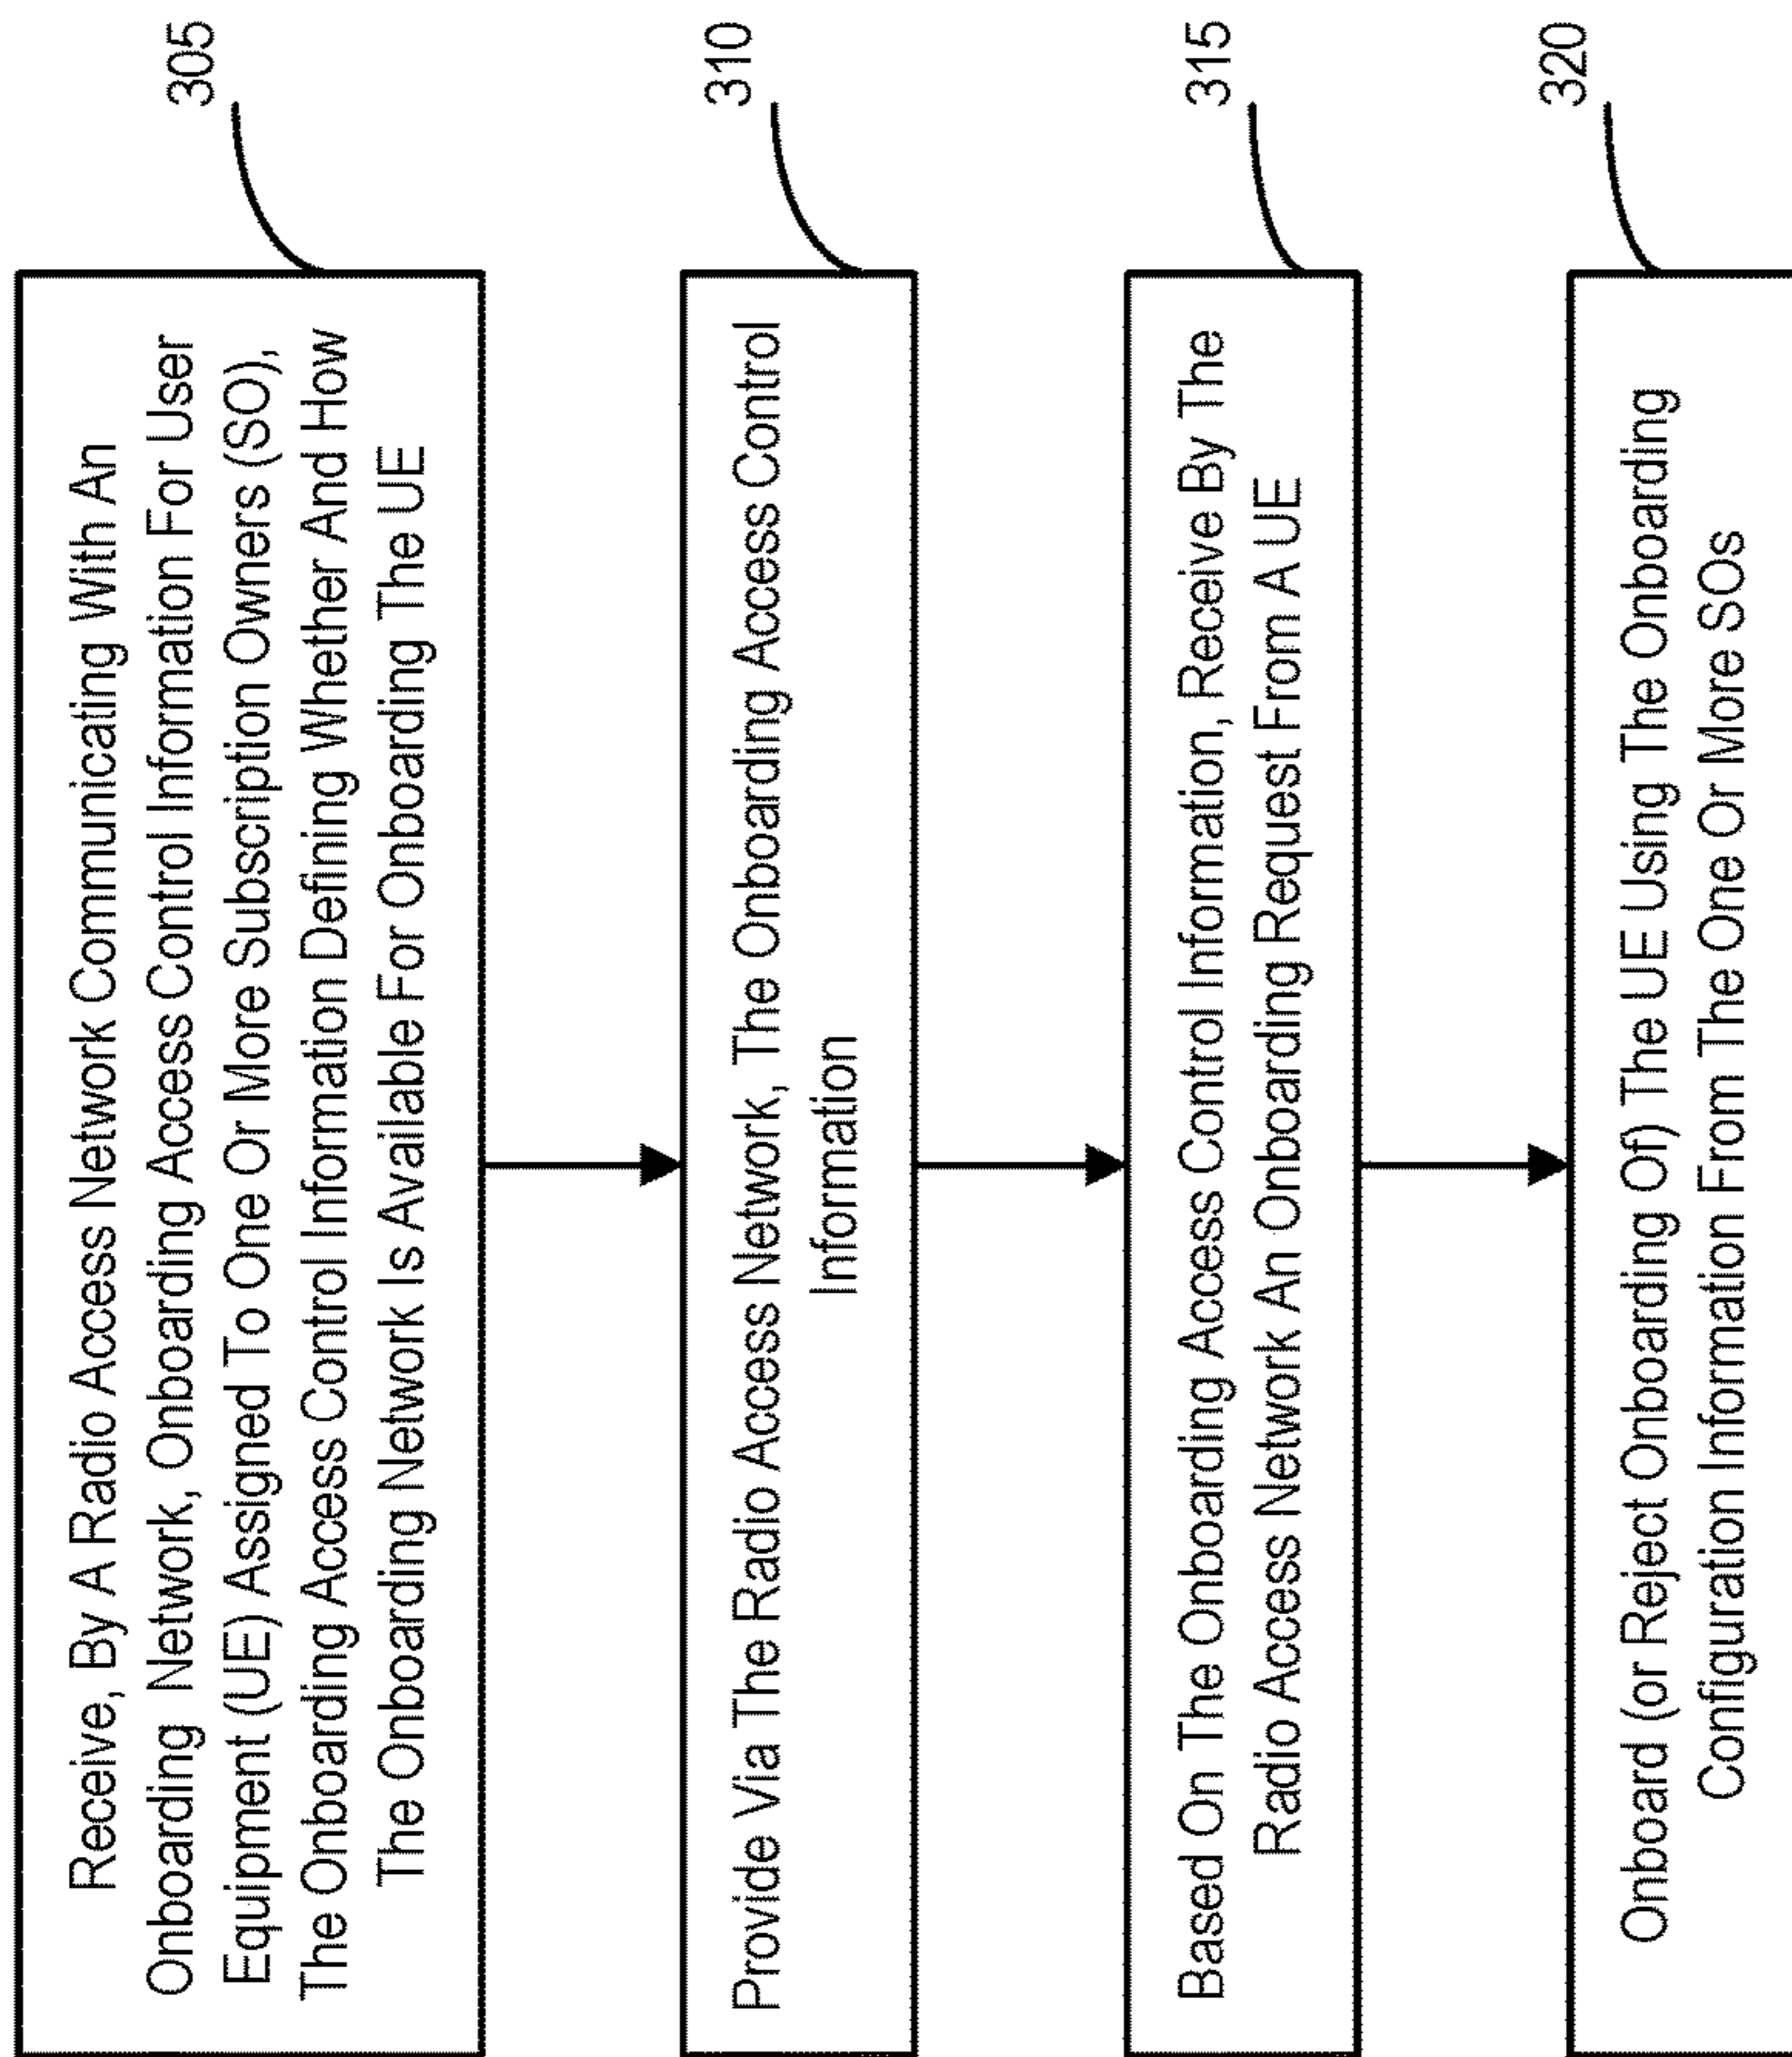 305
Receive, By A Radio Access Network Communicating With An
Onboarding Network, Onboarding Access Control Information For User
Equipment (UE) Assigned To One Or More Subscription Owners (SO),
The Onboarding Access Control Information Defining Whether And How
The Onboarding Network Is Available For Onboarding The UE
310
Provide Via The Radio Access Network, The Onboarding Access Control
Information
315
Based On The Onboarding Access Control Information, Receive By The
Radio Access Network An Onboarding Request From A UE
320
Onboard (or Reject Onboarding Of) The UE Using The Onboarding
Configuration Information From The One Or More SOs